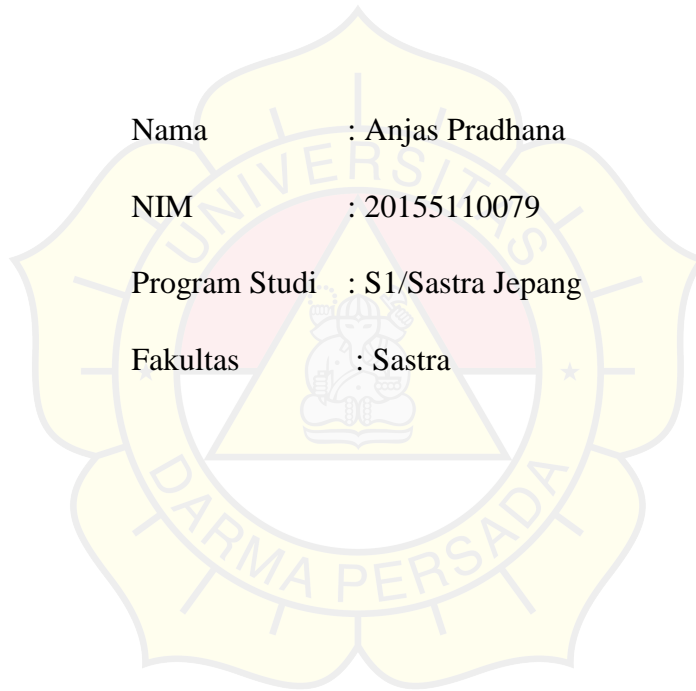 Nama : Anjas Pradhana
NIM : 20155110079
Program Studi : S1/Sastra Jepang
Fakultas : Sastra
UNIVERSITAS
DARMA PERSADA